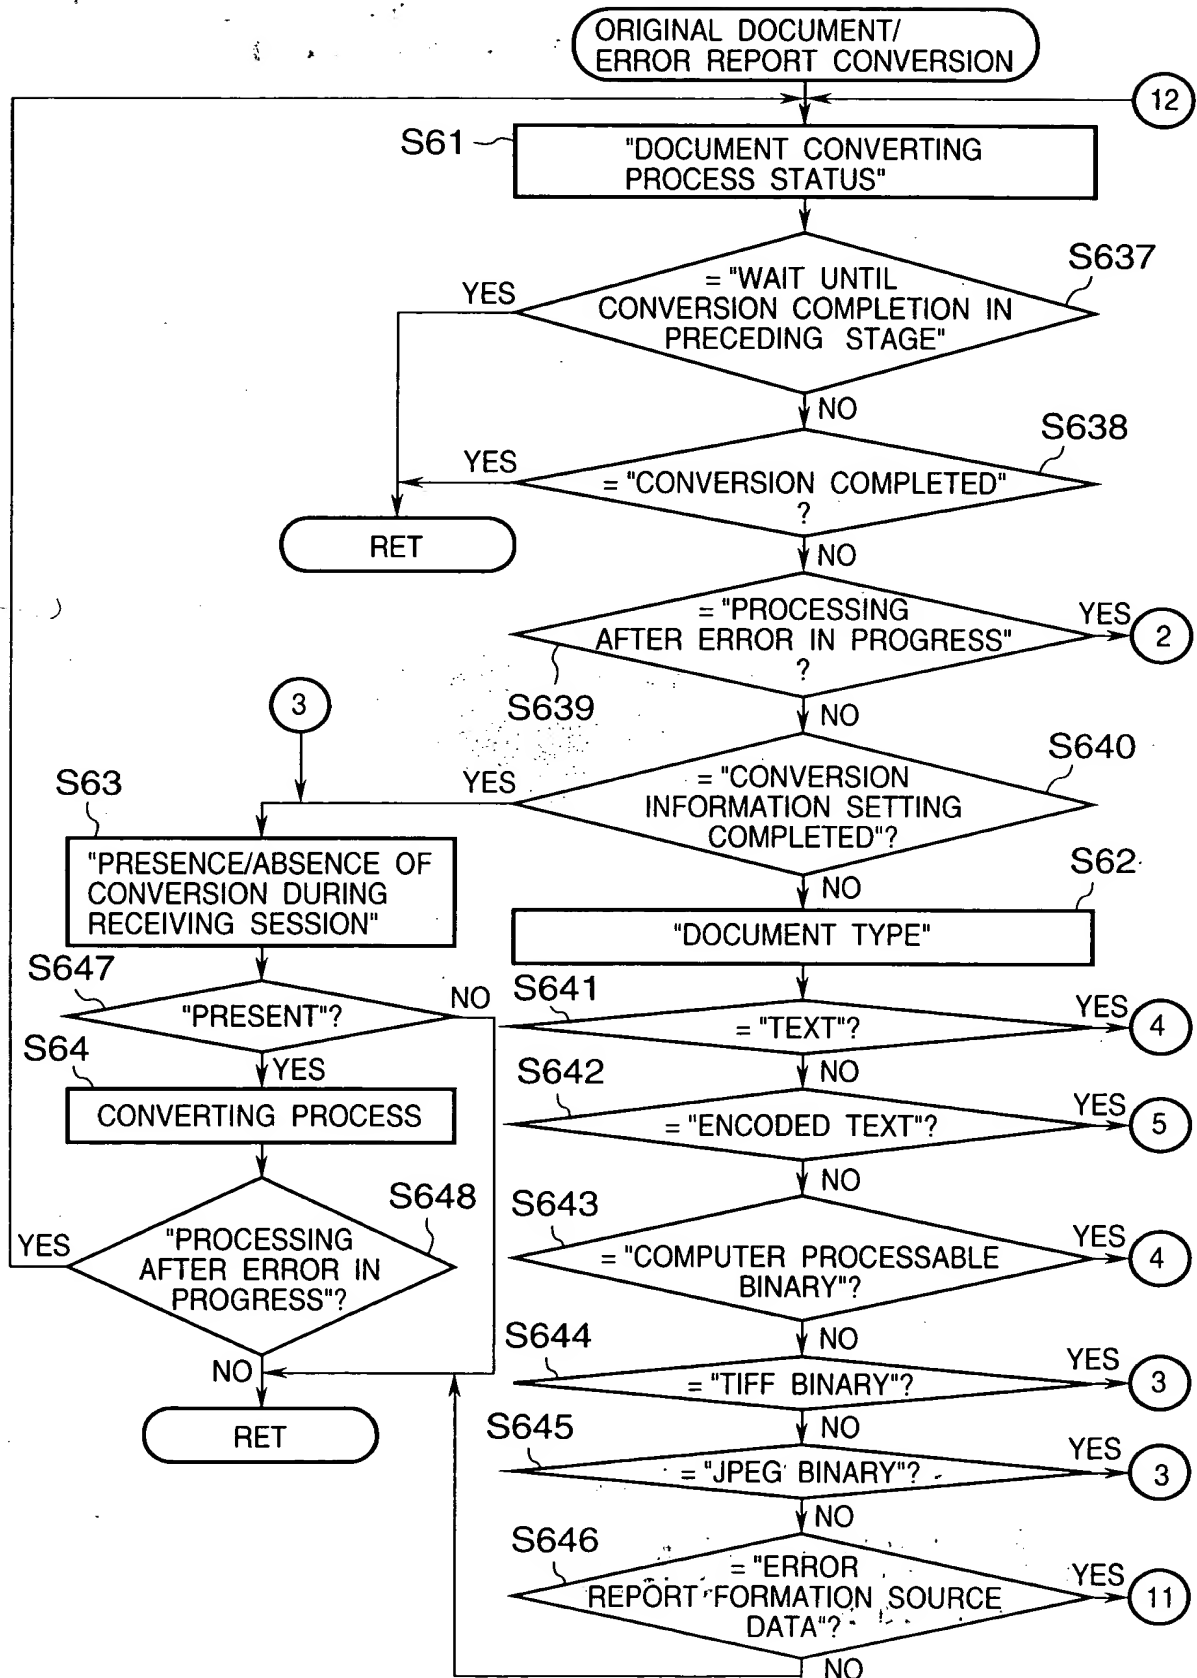 ORIGINAL DOCUMENT/
ERROR REPORT CONVERSION
12
S61
"DOCUMENT CONVERTING
PROCESS STATUS"
S637
= "WAIT UNTIL
CONVERSION COMPLETION IN
PRECEDING STAGE"
YES
NO
S638
YES
= "CONVERSION COMPLETED"
?
RET
NO
= "PROCESSING
AFTER ERROR IN PROGRESS"
?
YES
2
S639
NO
3
S640
YES
= "CONVERSION
INFORMATION SETTING
COMPLETED"?
NO
S63
"PRESENCE/ABSENCE OF
CONVERSION DURING
RECEIVING SESSION"
S62
"DOCUMENT TYPE"
S647
"PRESENT"?
NO
YES
S641
= "TEXT"?
YES
4
NO
S64
CONVERTING PROCESS
S642
= "ENCODED TEXT"?
YES
5
NO
S648
YES
"PROCESSING
AFTER ERROR IN
PROGRESS"?
NO
RET
S643
= "COMPUTER PROCESSABLE
BINARY"?
YES
4
NO
S644
= "TIFF BINARY"?
YES
3
NO
S645
= "JPEG BINARY"?
YES
3
NO
S646
= "ERROR
REPORT FORMATION SOURCE
DATA"?
YES
11
NO